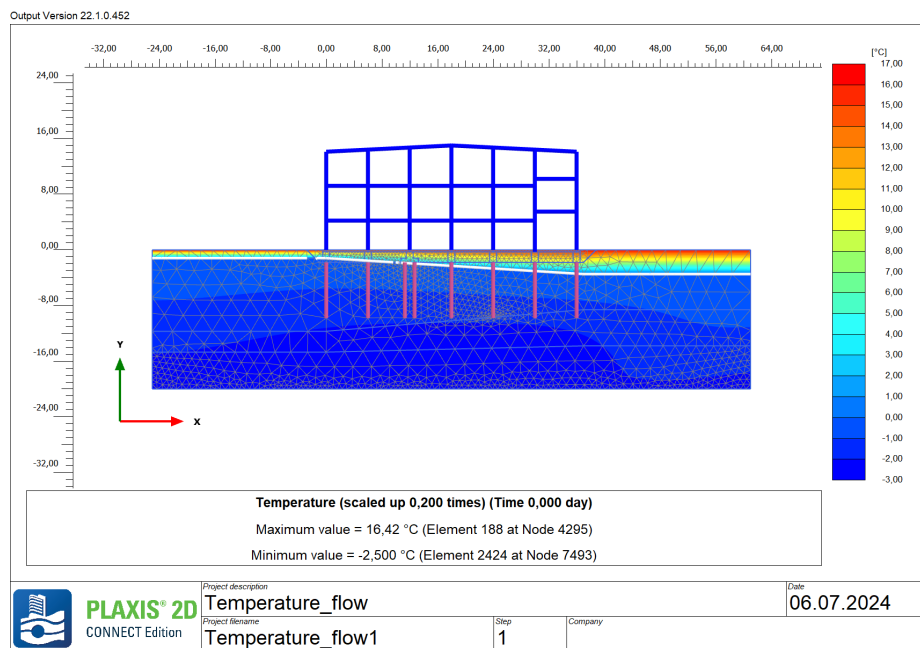 Output Version 22.1.0.452
-32,00 -24,00 -16,00 -8,00 0,00 8,00 16,00 24,00 32,00 40,00 48,00 56,00 64,00
[°C]
17,00
16,00
15,00
14,00
13,00
12,00
11,00
10,00
9,00
8,00
7,00
6,00
5,00
4,00
3,00
2,00
1,00
0,00
-1,00
-2,00
-3,00
24,00
16,00
8,00
0,00
-8,00
-16,00
-24,00
-32,00
Y
X
Temperature (scaled up 0,200 times) (Time 0,000 day)
Maximum value = 16,42 °C (Element 188 at Node 4295)
Minimum value = -2,500 °C (Element 2424 at Node 7493)
PLAXIS® 2D
CONNECT Edition
Project description
Temperature_flow
Date
06.07.2024
Project filename
Temperature_flow1
Step
1
Company